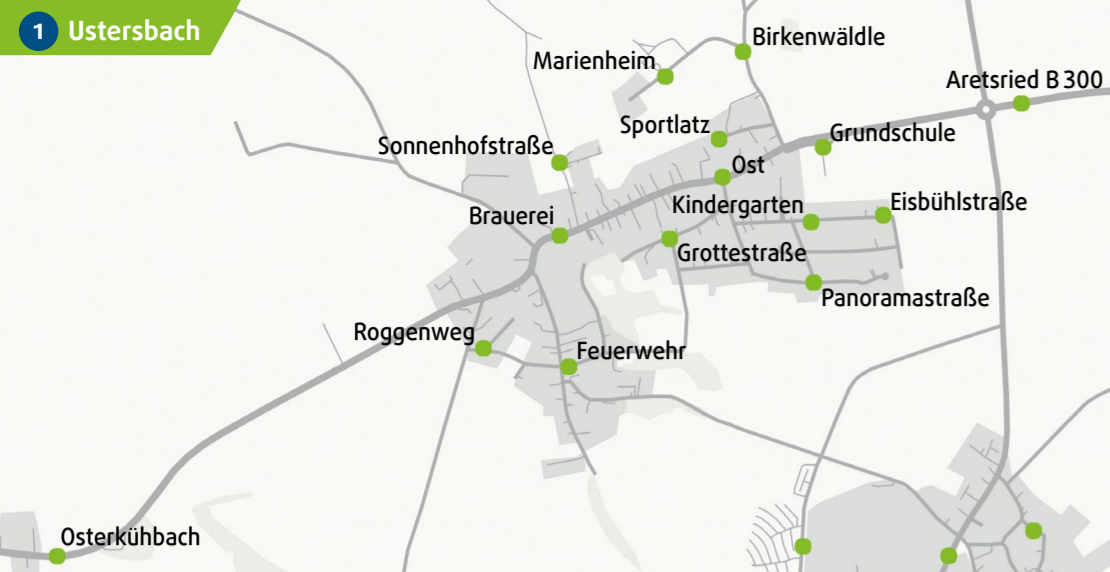 1 Ustersbach
Birkenwäldle
Marienheim
Aretsried B 300
Sportlatz
Grundschule
Sonnenhofstraße
Ost
Kindergarten
Eisbühlstraße
Brauerei
Grottestraße
Panoramastraße
Roggenweg
Feuerwehr
Osterkühbach